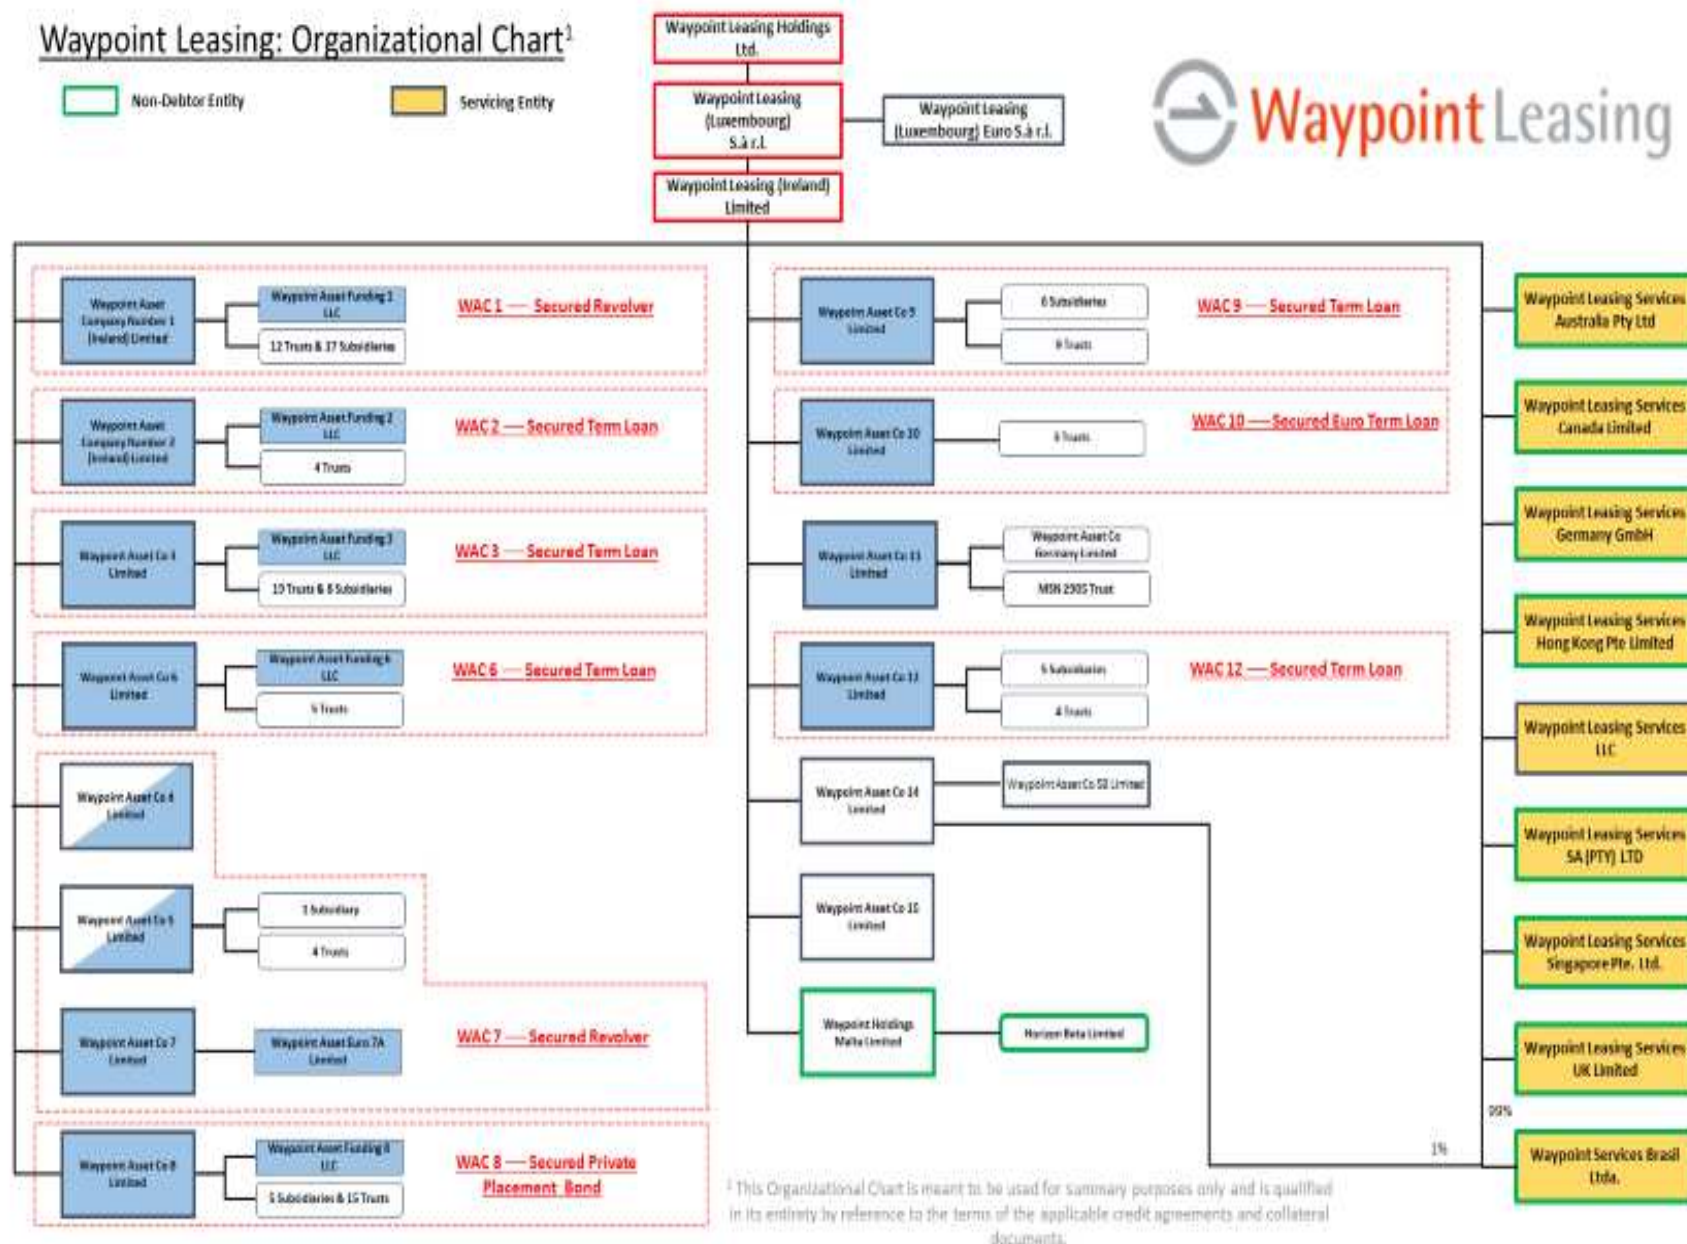 Waypoint Leasing: Organizational Chart1
Non-Debtor Entity
Servicing Entity
Waypoint Leasing Holdings
Ltd.
Waypoint Leasing
(Luxembourg)
S.à r.l.
Waypoint Leasing
(Luxembourg) Euro S.à r.l.
Waypoint Leasing (Ireland)
Limited
Waypoint Leasing
Waypoint Asset
Company Number 1
(Ireland) Limited
Waypoint Asset Funding 1
LLC
12 Trusts & 37 Subsidiaries
WAC 1 — Secured Revolver
Waypoint Asset
Company Number 2
(Ireland) Limited
Waypoint Asset Funding 2
LLC
4 Trusts
WAC 2 — Secured Term Loan
Waypoint Asset Co 3
Limited
Waypoint Asset Funding 3
LLC
Trusts & Subsidiaries
WAC 3 — Secured Term Loan
Waypoint Asset Co 6
Limited
Waypoint Asset Funding 6
LLC
5 Trusts
WAC 6 — Secured Term Loan
Waypoint Asset Co
Limited
Waypoint Asset Co 5
Limited
1 Subsidiary
4 Trusts
Waypoint Asset Co 7
Limited
Waypoint Asset Euro 7A
Limited
WAC 7 — Secured Revolver
Waypoint Asset Co 8
Limited
Waypoint Asset Funding 8
LLC
5 Subsidiaries & 15 Trusts
WAC 8 — Secured Private
Placement Bond
Waypoint Asset Co 9
Limited
6 Subsidiaries
Trusts
WAC 9 — Secured Term Loan
Waypoint Asset Co 10
Limited
Trusts
WAC 10 — Secured Euro Term Loan
Waypoint Asset Co 11
Limited
Waypoint Asset Co
Germany Limited
MSN 2905 Trust
Waypoint Asset Co 12
Limited
5 Subsidiaries
4 Trusts
WAC 12 — Secured Term Loan
Waypoint Asset Co 14
Limited
Waypoint Asset Co Limited
Waypoint Asset Co 15
Limited
Waypoint Holdings
Malta Limited
Horizon Beta Limited
Waypoint Leasing Services
Australia Pty Ltd
Waypoint Leasing Services
Canada Limited
Waypoint Leasing Services
Germany GmbH
Waypoint Leasing Services
Hong Kong Pte Limited
Waypoint Leasing Services
LLC
Waypoint Leasing Services
SA (PTY) LTD
Waypoint Leasing Services
Singapore Pte. Ltd.
Waypoint Leasing Services
UK Limited
99%
1%
Waypoint Services Brasil
Ltda.
1 This Organizational Chart is meant to be used for summary purposes only and is qualified
in its entirety by reference to the terms of the applicable credit agreements and collateral
documents.